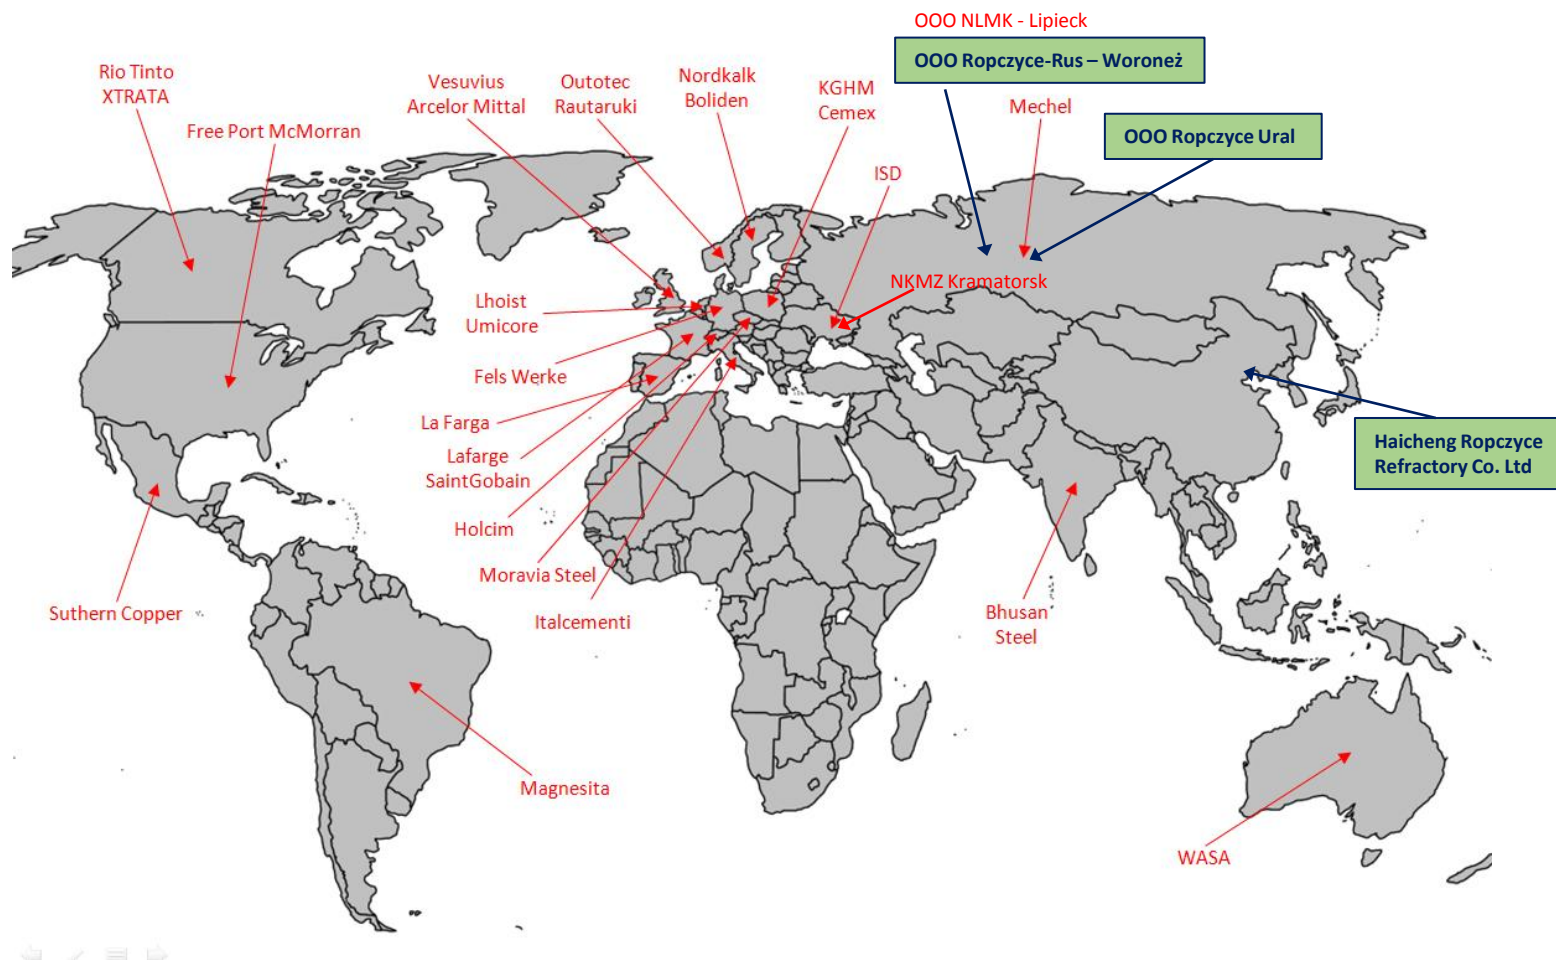 OOO NLMK - Lipieck
OOO Ropczyce-Rus – Woroneż
Rio Tinto
XTRATA
Vesuvius
Arcelor Mittal
Outotec
Rautaruki
Nordkalk
Boliden
KGHM
Cemex
Mechel
Free Port McMorran
OOO Ropczyce Ural
ISD
NKMZ Kramatorsk
Lhoist
Umicore
Fels Werke
La Farga
Lafarge
SaintGobain
Haicheng Ropczyce
Refractory Co. Ltd
Holcim
Moravia Steel
Suthern Copper
Italcementi
Bhusan
Steel
Magnesita
WASA